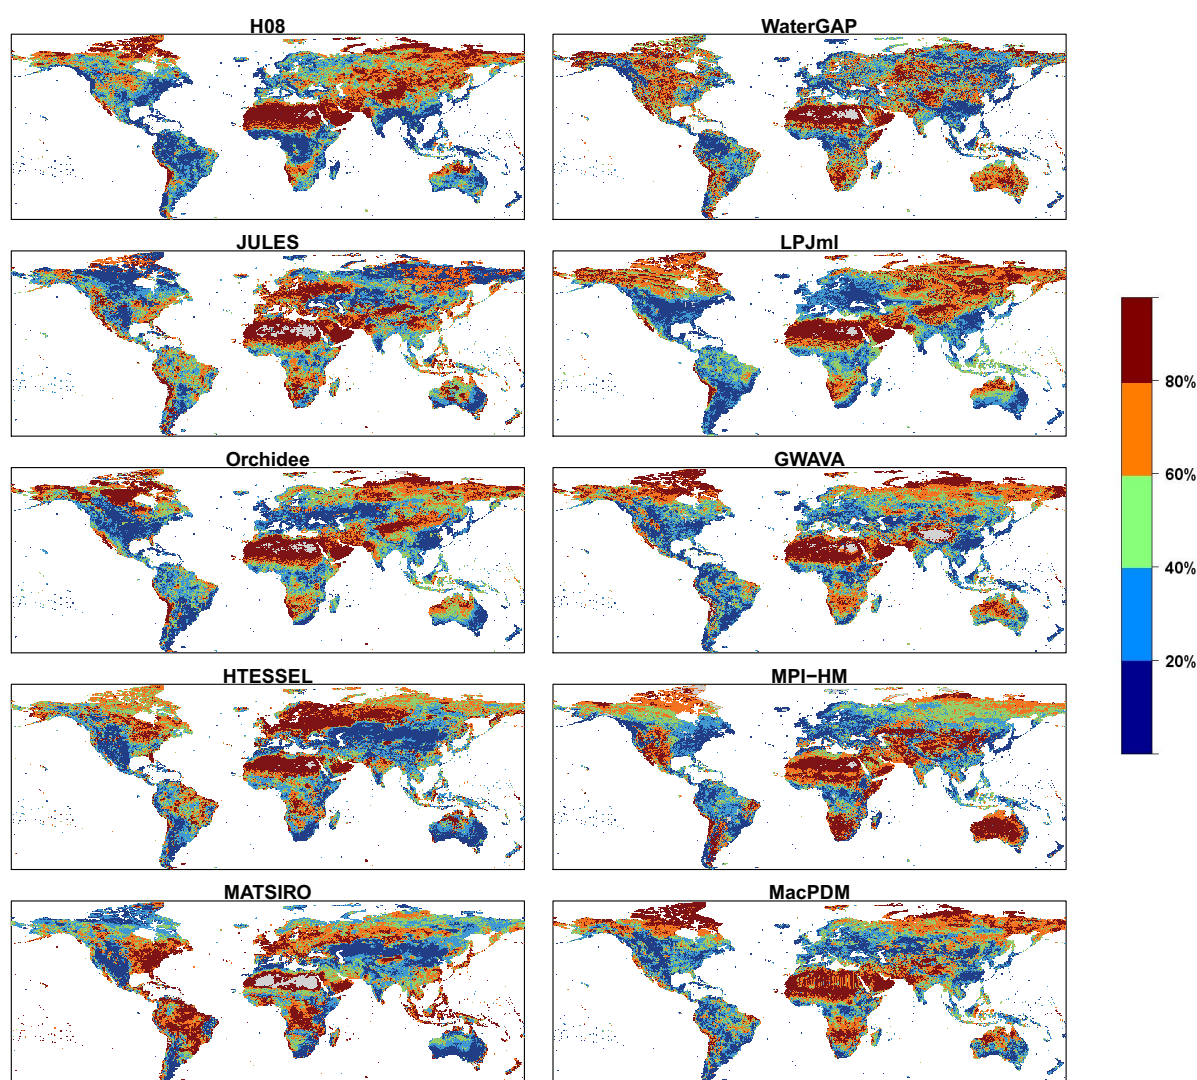 H08
WaterGAP
JULES
LPJml
Orchidee
GWAVA
HTESSEL
MPI−HM
MATSIRO
MacPDM
80%
60%
40%
20%